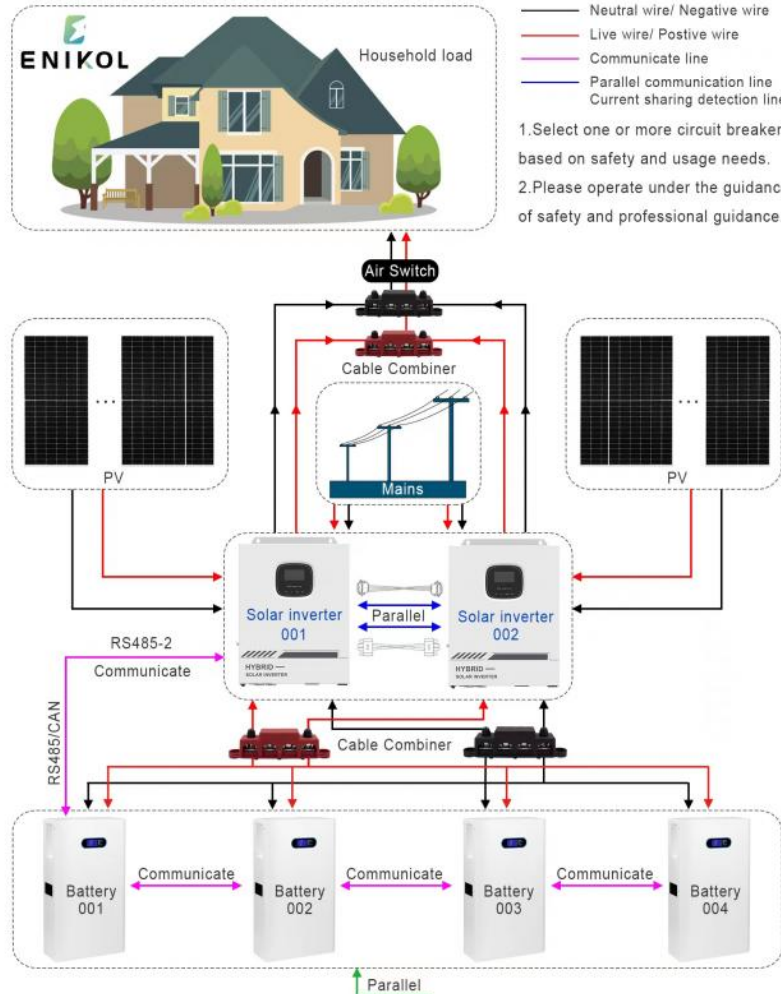 ENIKOL
Household load
Neutral wire/ Negative wire
Live wire/ Postive wire
Communicate line
Parallel communication line
Current sharing detection line
1.Select one or more circuit breaker
based on safety and usage needs.
2.Please operate under the guidanc
of safety and professional guidance
Air Switch
Cable Combiner
PV
Mains
PV
Solar inverter
001
Parallel
Solar inverter
002
HYBRID
SOLAR INVERTER
HYBRID
SOLAR INVERTER
RS485-2
Communicate
RS485/CAN
Cable Combiner
Battery
001
Communicate
Battery
002
Communicate
Battery
003
Communicate
Battery
004
Parallel